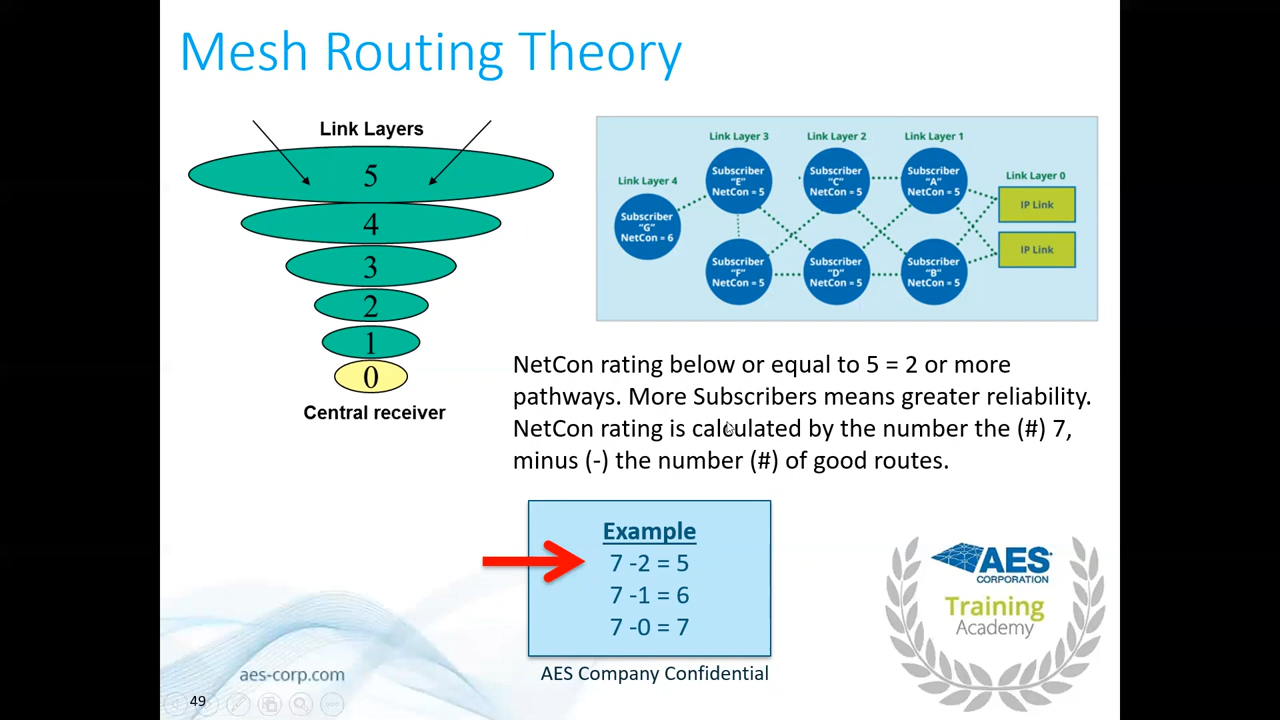 Mesh Routing Theory
Link Layers
5
4
3
2
1
0
Central receiver
Link Layer 4
Link Layer 3
Link Layer 2
Link Layer 1
Link Layer 0
Subscriber
"G"
NetCon = 6
Subscriber
"E"
NetCon = 5
Subscriber
"C"
NetCon = 5
Subscriber
"A"
NetCon = 5
IP Link
Subscriber
"F"
NetCon = 5
Subscriber
"D"
NetCon = 5
Subscriber
"B"
NetCon = 5
IP Link
NetCon rating below or equal to 5 = 2 or more
pathways. More Subscribers means greater reliability.
NetCon rating is calculated by the number the (#) 7,
minus (-) the number (#) of good routes.
Example
7 -2 = 5
7 -1 = 6
7 -0 = 7
AES Company Confidential
AES
CORPORATION
Training
Academy
aes-corp.com
49